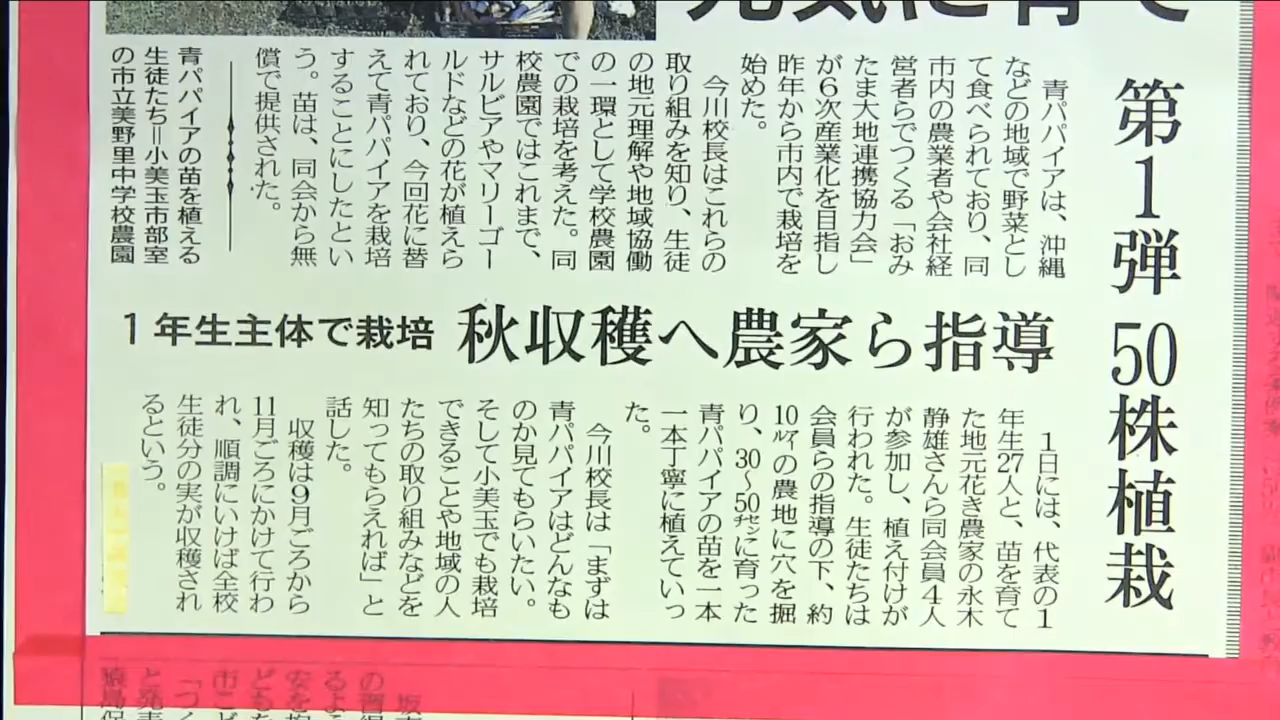 元気に育て
第1弾 50株植栽
青パパイアは、沖縄
などの地域で野菜とし
て食べられており、同
市内の農業者や会社経
営者らでつくる「おみ
たま大地連携協力会」
が6次産業化を目指し
昨年から市内で栽培を
始めた。
今川校長はこれらの
取り組みを知り、生徒
の地元理解や地域協働
の一環として学校農園
での栽培を考えた。同
校農園ではこれまで、
サルビアやマリーゴー
ルドなどの花が植えら
れており、今回花に替
えて青パパイアを栽培
することにしたとい
う。苗は、同会から無
償で提供された。
青パパイアの苗を植える
生徒たち＝小美玉市部室
の市立美野里中学校農園
秋収穫へ農家ら指導
1年生主体で栽培
1日には、代表の1
年生27人と、苗を育て
た地元花き農家の永木
静雄さんら同会員4人
が参加し、植え付けが
行われた。生徒たちは
会員らの指導の下、約
10㌃の農地に穴を掘
り、30〜50㌢に育った
青パパイアの苗を一本
一本丁寧に植えていっ
た。
今川校長は「まずは
青パパイアはどんなも
のか見てもらいたい。
そして小美玉でも栽培
できることや地域の人
たちの取り組みなどを
知ってもらえれば」と
話した。
収穫は9月ごろから
11月ごろにかけて行わ
れ、順調にいけば全校
生徒分の実が収穫され
るという。